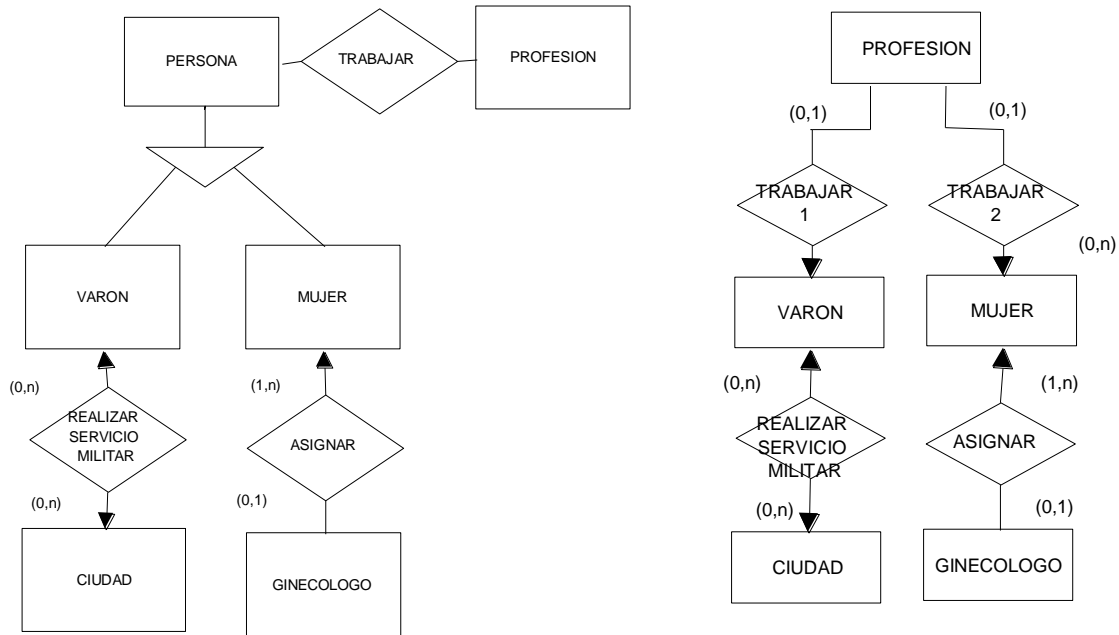 PERSONA
TRABAJAR
PROFESION
VARON
MUJER
(0,n)
(1,n)
REALIZAR
SERVICIO
MILITAR
ASIGNAR
(0,n)
(0,1)
CIUDAD
GINECOLOGO
PROFESION
(0,1)
(0,1)
TRABAJAR
1
TRABAJAR
2
(0,n)
VARON
MUJER
(0,n)
(1,n)
REALIZAR
SERVICIO
MILITAR
ASIGNAR
(0,n)
(0,1)
CIUDAD
GINECOLOGO